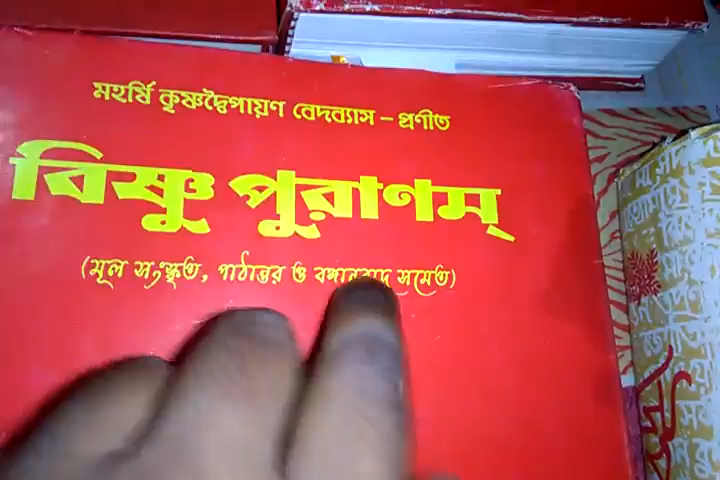 মহর্ষি কৃষ্ণদ্বৈপায়ণ বেদব্যাস – প্রণীত
বিষ্ণু পুরাণম্
(মূল সংস্কৃত, পাঠান্তর ও বঙ্গানুবাদ সমেত)